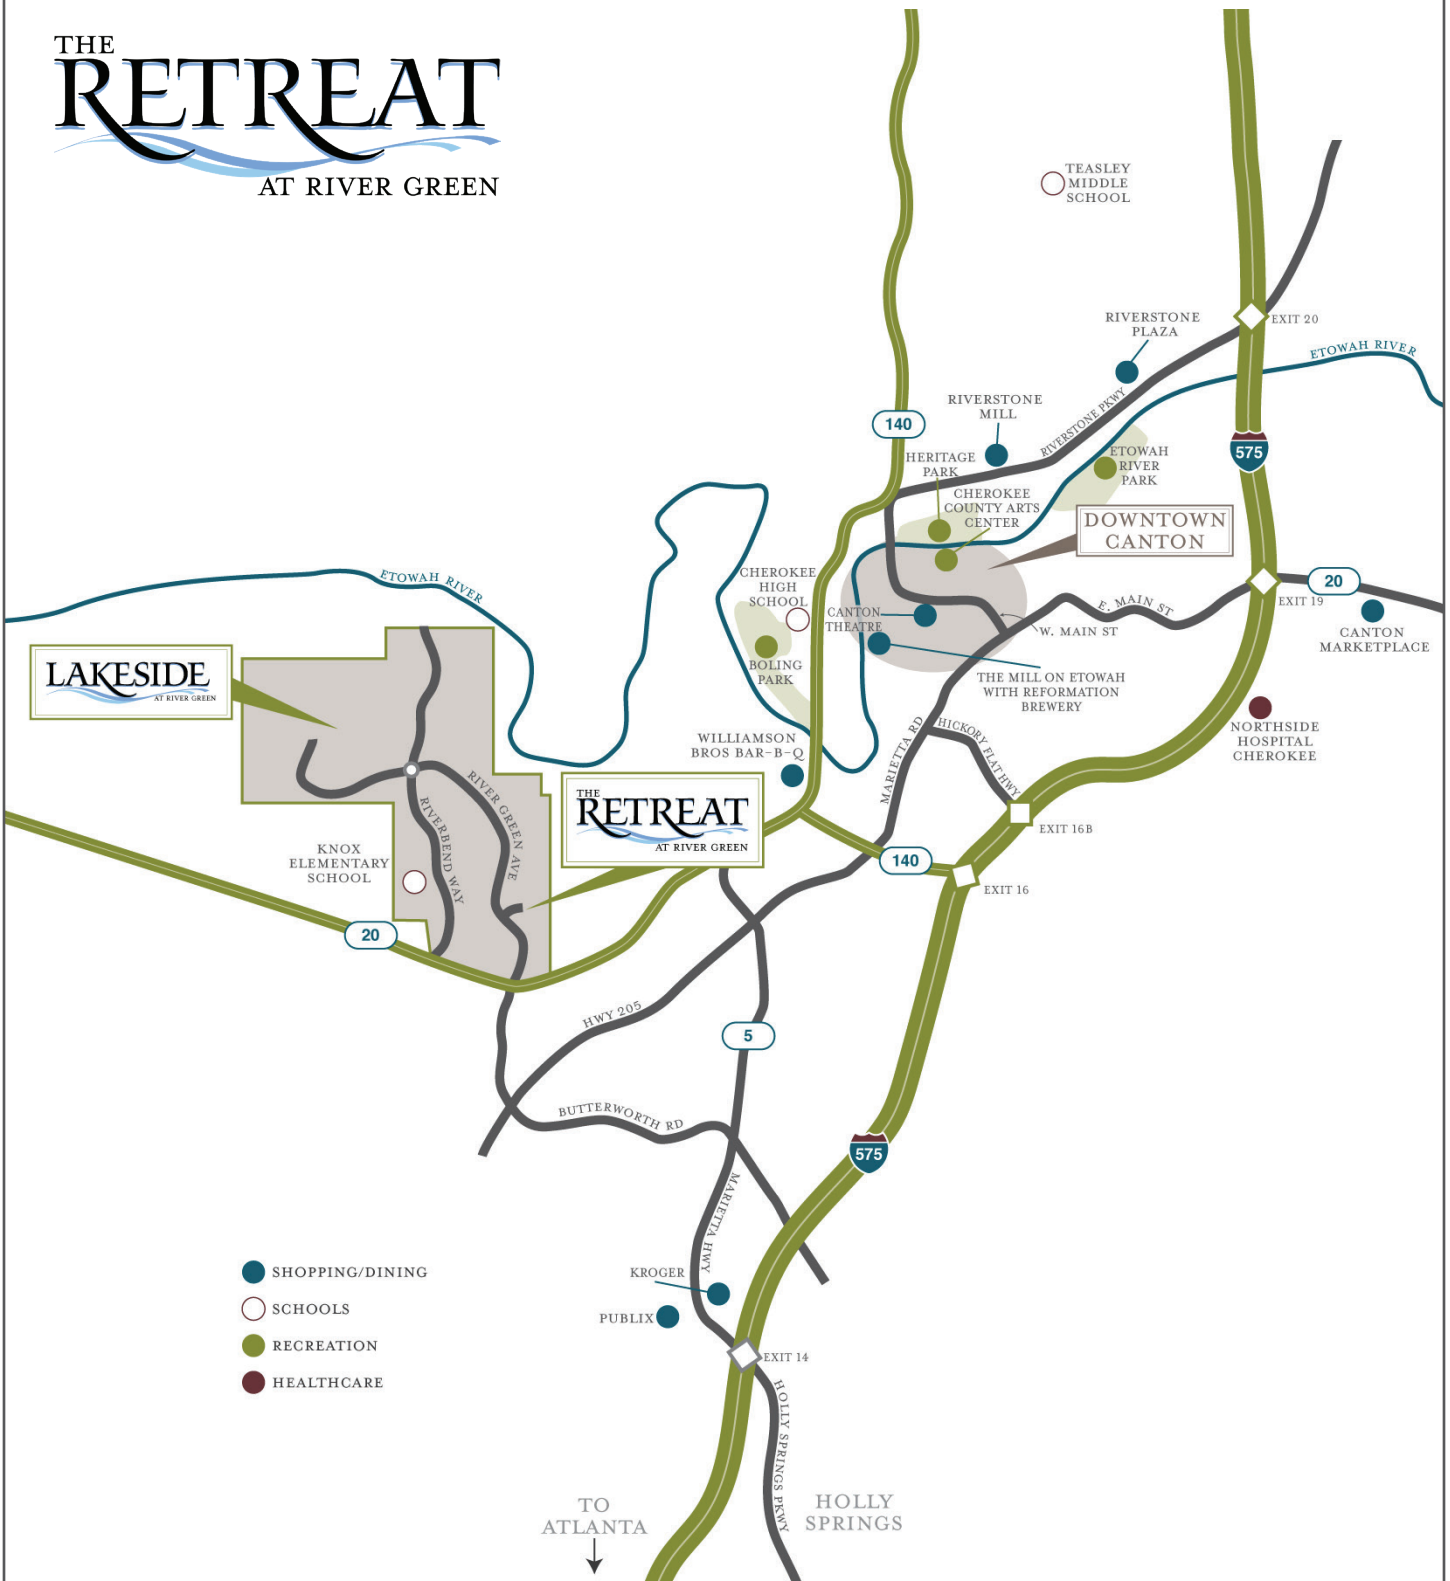 THE
RETREAT
AT RIVER GREEN
TEASLEY
MIDDLE
SCHOOL
RIVERSTONE
PLAZA
EXIT 20
ETOWAH RIVER
RIVERSTONE
MILL
RIVERSTONE PKWY
140
575
HERITAGE
PARK
ETOWAH
RIVER
PARK
CHEROKEE
COUNTY ARTS
CENTER
DOWNTOWN
CANTON
ETOWAH RIVER
CHEROKEE
HIGH
SCHOOL
20
EXIT 19
E. MAIN ST
CANTON
THEATRE
W. MAIN ST
CANTON
MARKETPLACE
BOLING
PARK
LAKESIDE
AT RIVER GREEN
THE MILL ON ETOWAH
WITH REFORMATION
BREWERY
NORTHSIDE
HOSPITAL
CHEROKEE
WILLIAMSON
BROS BAR-B-Q
MARIETTA RD
HICKORY FLAT HWY
RIVER GREEN AVE
RIVERBEND WAY
THE
RETREAT
AT RIVER GREEN
EXIT 16B
KNOX
ELEMENTARY
SCHOOL
140
EXIT 16
20
HWY 205
5
BUTTERWORTH RD
575
MARIETTA HWY
KROGER
PUBLIX
EXIT 14
SHOPPING/DINING
SCHOOLS
RECREATION
HEALTHCARE
HOLLY SPRINGS PKWY
TO
ATLANTA
HOLLY
SPRINGS